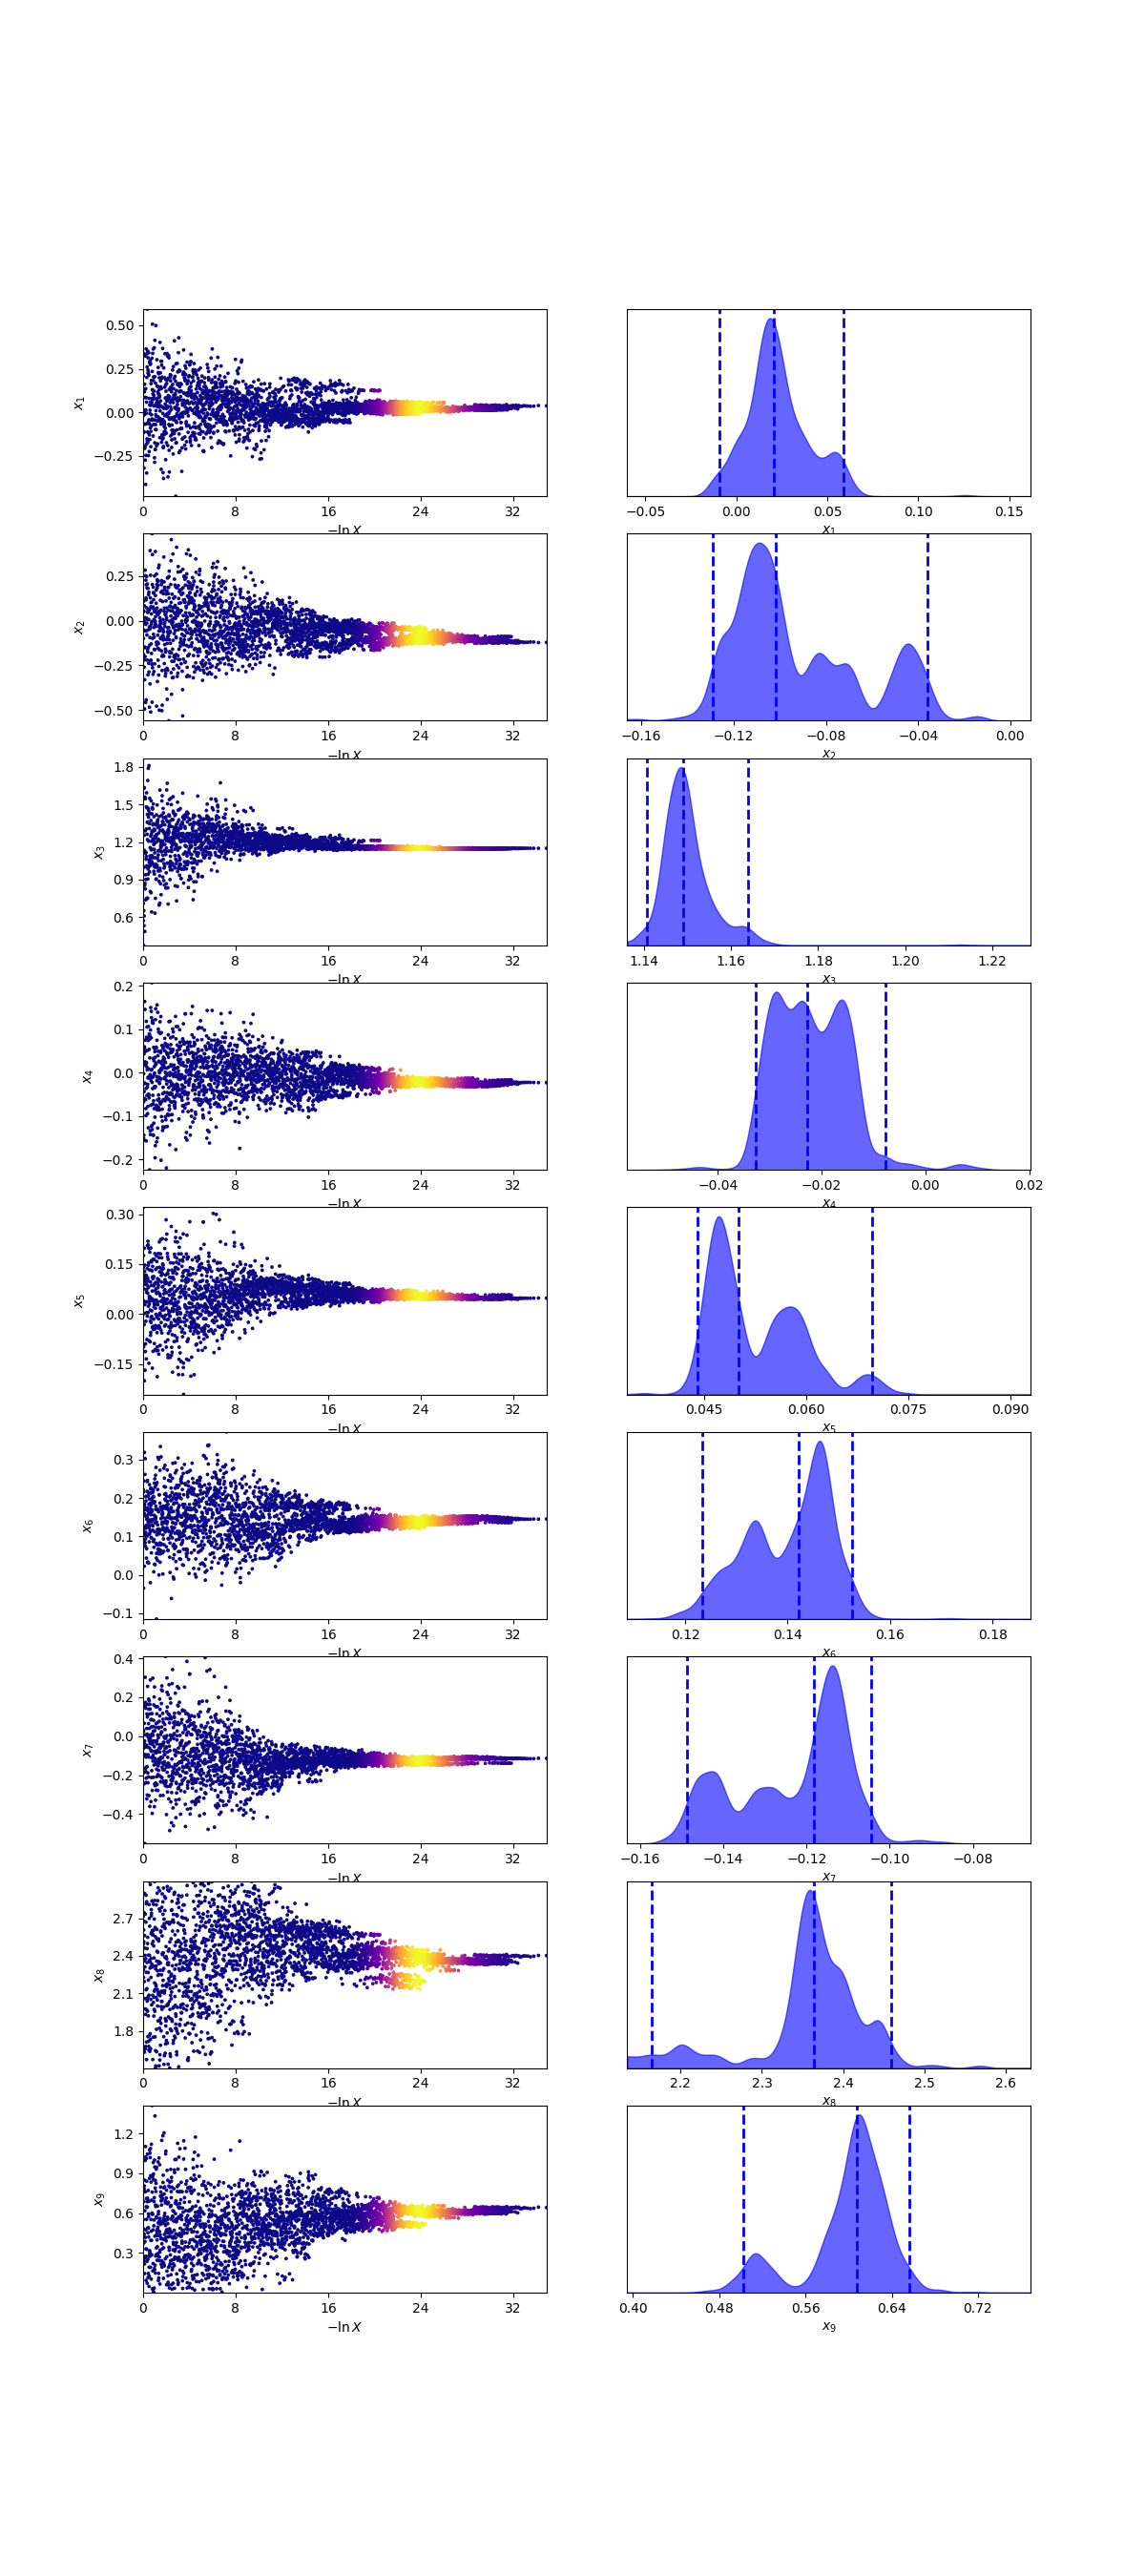 0.50
0.25
0.00
−0.25
x₁
0 8 16 24 32
−ln X
−0.05 0.00 0.05 0.10 0.15
x₁
0.25
0.00
−0.25
−0.50
x₂
0 8 16 24 32
−ln X
−0.16 −0.12 −0.08 −0.04 0.00
x₂
1.8
1.5
1.2
0.9
0.6
x₃
0 8 16 24 32
−ln X
1.14 1.16 1.18 1.20 1.22
x₃
0.2
0.1
0.0
−0.1
−0.2
x₄
0 8 16 24 32
−ln X
−0.04 −0.02 0.00 0.02
x₄
0.30
0.15
0.00
−0.15
x₅
0 8 16 24 32
−ln X
0.045 0.060 0.075 0.090
x₅
0.3
0.2
0.1
0.0
−0.1
x₆
0 8 16 24 32
−ln X
0.12 0.14 0.16 0.18
x₆
0.4
0.2
0.0
−0.2
−0.4
x₇
0 8 16 24 32
−ln X
−0.16 −0.14 −0.12 −0.10 −0.08
x₇
2.7
2.4
2.1
1.8
x₈
0 8 16 24 32
−ln X
2.2 2.3 2.4 2.5 2.6
x₈
1.2
0.9
0.6
0.3
x₉
0 8 16 24 32
−ln X
0.40 0.48 0.56 0.64 0.72
x₉